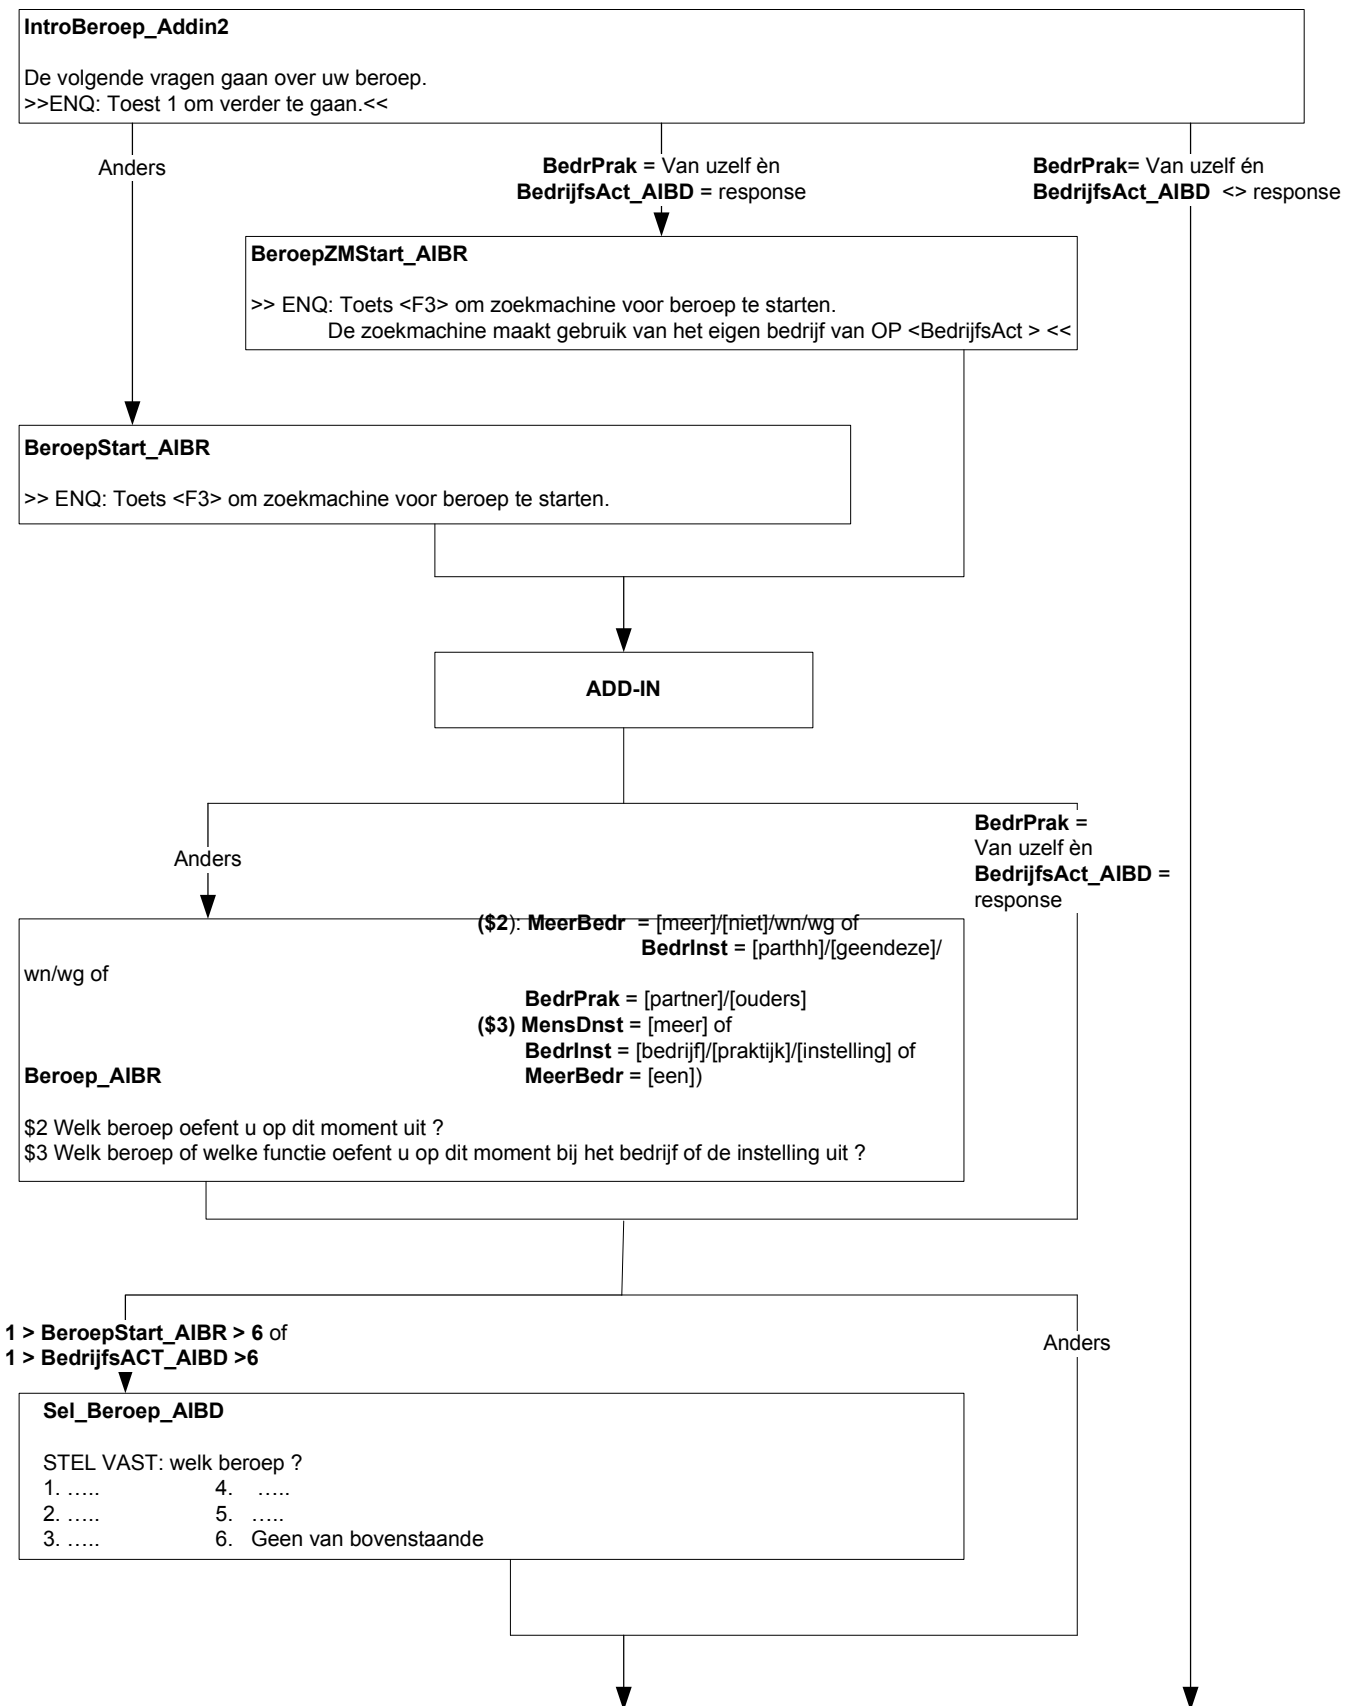 IntroBeroep_Addin2
De volgende vragen gaan over uw beroep.
>>ENQ: Toest 1 om verder te gaan.<<
Anders
BedrPrak = Van uzelf èn
BedrijfsAct_AIBD = response
BedrPrak= Van uzelf én
BedrijfsAct_AIBD <> response
BeroepZMStart_AIBR
>> ENQ: Toets <F3> om zoekmachine voor beroep te starten.
De zoekmachine maakt gebruik van het eigen bedrijf van OP <BedrijfsAct > <<
BeroepStart_AIBR
>> ENQ: Toets <F3> om zoekmachine voor beroep te starten.
ADD-IN
Anders
BedrPrak =
Van uzelf èn
BedrijfsAct_AIBD =
response
($2): MeerBedr = [meer]/[niet]/wn/wg of
BedrInst = [parthh]/[geendeze]/
wn/wg of
BedrPrak = [partner]/[ouders]
($3) MensDnst = [meer] of
BedrInst = [bedrijf]/[praktijk]/[instelling] of
Beroep_AIBR MeerBedr = [een])
$2 Welk beroep oefent u op dit moment uit ?
$3 Welk beroep of welke functie oefent u op dit moment bij het bedrijf of de instelling uit ?
1 > BeroepStart_AIBR > 6 of
1 > BedrijfsACT_AIBD >6
Anders
Sel_Beroep_AIBD
STEL VAST: welk beroep ?
1. ….. 4. …..
2. ….. 5. …..
3. ….. 6. Geen van bovenstaande